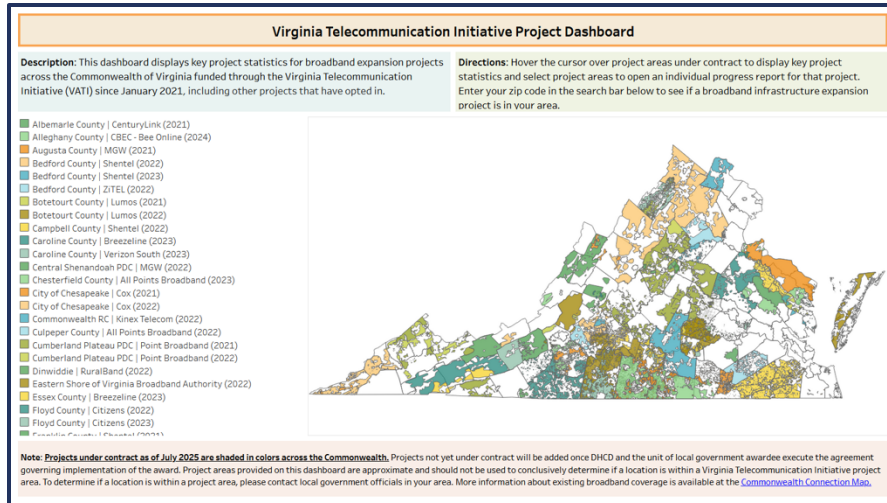 Virginia Telecommunication Initiative Project Dashboard
Description: This dashboard displays key project statistics for broadband expansion projects
across the Commonwealth of Virginia funded through the Virginia Telecommunication
Initiative (VATI) since January 2021, including other projects that have opted in.
Directions: Hover the cursor over project areas under contract to display key project
statistics and select project areas to open an individual progress report for that project.
Enter your zip code in the search bar below to see if a broadband infrastructure expansion
project is in your area.
Albemarle County | CenturyLink (2021)
Alleghany County | CBEC - Bee Online (2024)
Augusta County | MGW (2021)
Bedford County | Shentel (2022)
Bedford County | Shentel (2023)
Bedford County | ZiTEL (2022)
Botetourt County | Lumos (2021)
Botetourt County | Lumos (2022)
Campbell County | Shentel (2022)
Caroline County | Breezeline (2023)
Caroline County | Verizon South (2023)
Central Shenandoah PDC | MGW (2022)
Chesterfield County | All Points Broadband (2023)
City of Chesapeake | Cox (2021)
City of Chesapeake | Cox (2022)
Commonwealth RC | Kinex Telecom (2022)
Culpeper County | All Points Broadband (2022)
Cumberland Plateau PDC | Point Broadband (2021)
Cumberland Plateau PDC | Point Broadband (2022)
Dinwiddie | RuralBand (2022)
Eastern Shore of Virginia Broadband Authority (2022)
Essex County | Breezeline (2023)
Floyd County | Citizens (2022)
Floyd County | Citizens (2023)
Franklin County | Shentel (2021)
Note: Projects under contract as of July 2025 are shaded in colors across the Commonwealth. Projects not yet under contract will be added once DHCD and the unit of local government awardee execute the agreement
governing implementation of the award. Project areas provided on this dashboard are approximate and should not be used to conclusively determine if a location is within a Virginia Telecommunication Initiative project
area. To determine if a location is within a project area, please contact local government officials in your area. More information about existing broadband coverage is available at the Commonwealth Connection Map.